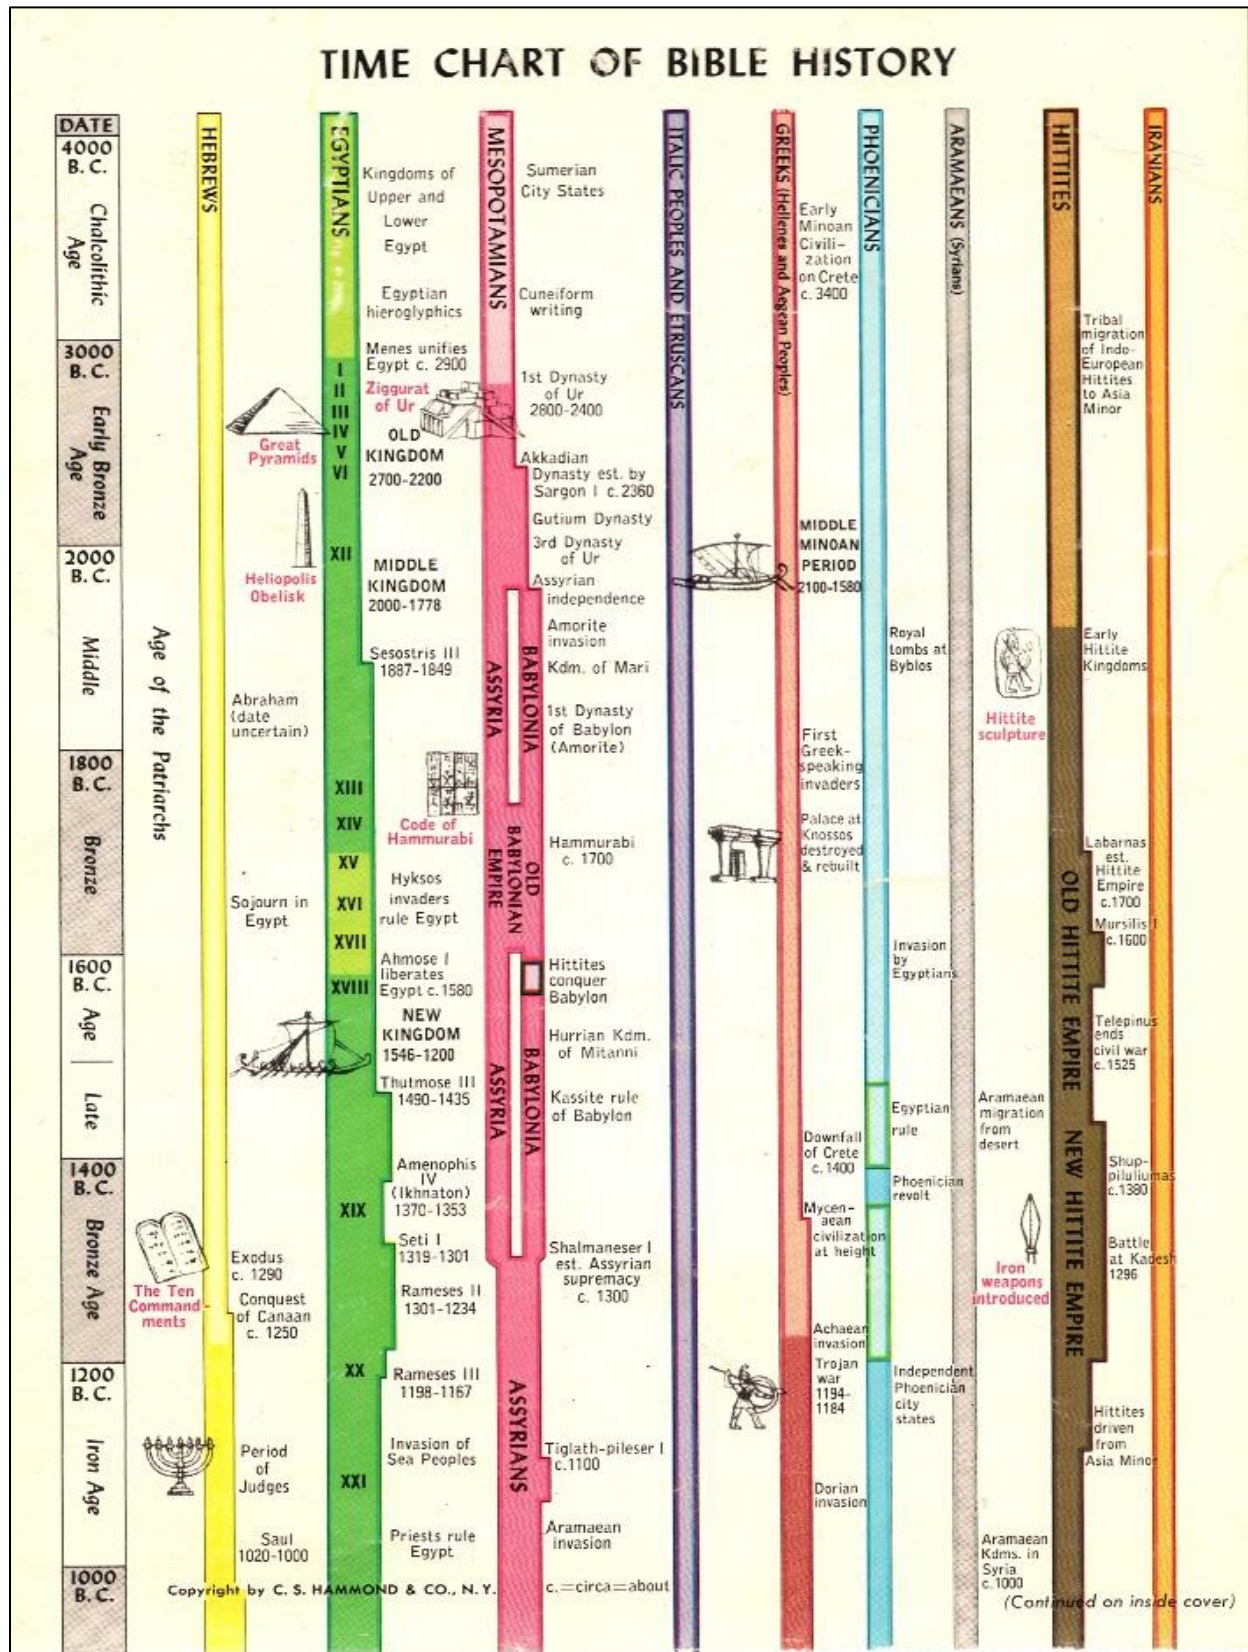 TIME CHART OF BIBLE HISTORY
DATE
4000
B. C.
Chalcolithic
Age
3000
B. C.
Early Bronze
Age
2000
B. C.
Middle
1800
B. C.
Bronze
1600
B. C.
Age
Late
1400
B. C.
Bronze Age
1200
B. C.
Iron Age
1000
B. C.
HEBREWS
Age of the Patriarchs
Abraham
(date
uncertain)
Sojourn in
Egypt
The Ten
Command
ments
Exodus
c. 1290
Conquest
of Canaan
c. 1250
Period
of
Judges
Saul
1020-1000
EGYPTIANS
Kingdoms of
Upper and
Lower
Egypt
Egyptian
hieroglyphics
Menes unifies
Egypt c. 2900
I
II
III
IV
V
VI
Great
Pyramids
OLD
KINGDOM
2700-2200
Heliopolis
Obelisk
XII
MIDDLE
KINGDOM
2000-1778
Sesostris III
1887-1849
XIII
XIV
XV
XVI
XVII
XVIII
Hyksos
invaders
rule Egypt
Ahmose I
liberates
Egypt c. 1580
NEW
KINGDOM
1546-1200
Thutmose III
1490-1435
Amenophis
IV
(Ikhnaton)
1370-1353
XIX
Seti I
1319-1301
Rameses II
1301-1234
XX
Rameses III
1198-1167
Invasion of
Sea Peoples
XXI
Priests rule
Egypt
MESOPOTAMIANS
Sumerian
City States
Cuneiform
writing
Ziggurat
of Ur
1st Dynasty
of Ur
2800-2400
Akkadian
Dynasty est. by
Sargon I c. 2360
Gutium Dynasty
3rd Dynasty
of Ur
Assyrian
independence
Amorite
invasion
Kdm. of Mari
ASSYRIA
BABYLONIA
1st Dynasty
of Babylon
(Amorite)
Code of
Hammurabi
OLD
BABYLONIAN
EMPIRE
Hammurabi
c. 1700
Hittites
conquer
Babylon
Hurrian Kdm.
of Mitanni
ASSYRIA
BABYLONIA
Kassite rule
of Babylon
Shalmaneser I
est. Assyrian
supremacy
c. 1300
ASSYRIANS
Tiglath-pileser I
c.1100
Aramaean
invasion
ITALIC PEOPLES AND ETRUSCANS
GREEKS (Hellenes and Aegean Peoples)
Early
Minoan
Civili-
zation
on Crete
c. 3400
MIDDLE
MINOAN
PERIOD
2100-1580
First
Greek-
speaking
invaders
Palace at
Knossos
destroyed
& rebuilt
Downfall
of Crete
c. 1400
Mycen-
aean
civilization
at height
Achaean
invasion
Trojan
war
1194-
1184
Dorian
invasion
PHOENICIANS
Royal
tombs at
Byblos
Invasion
by
Egyptians
Egyptian
rule
Phoenician
revolt
Independent
Phoenician
city
states
ARAMAEANS (Syrians)
Aramaean
migration
from
desert
Aramaean
Kdms. in
Syria
c.1000
HITTITES
Tribal
migration
of Indo-
European
Hittites
to Asia
Minor
Early
Hittite
Kingdoms
Hittite
sculpture
Labarnas
est.
Hittite
Empire
c.1700
Mursilis I
c.1600
OLD HITTITE EMPIRE
Telepinus
ends
civil war
c.1525
NEW HITTITE EMPIRE
Shup-
piluliumas
c.1380
Iron
weapons
introduced
Battle
at Kadesh
1296
Hittites
driven
from
Asia Minor
IRANIANS
Copyright by C. S. HAMMOND & CO., N. Y.
c.=circa=about
(Continued on inside cover)